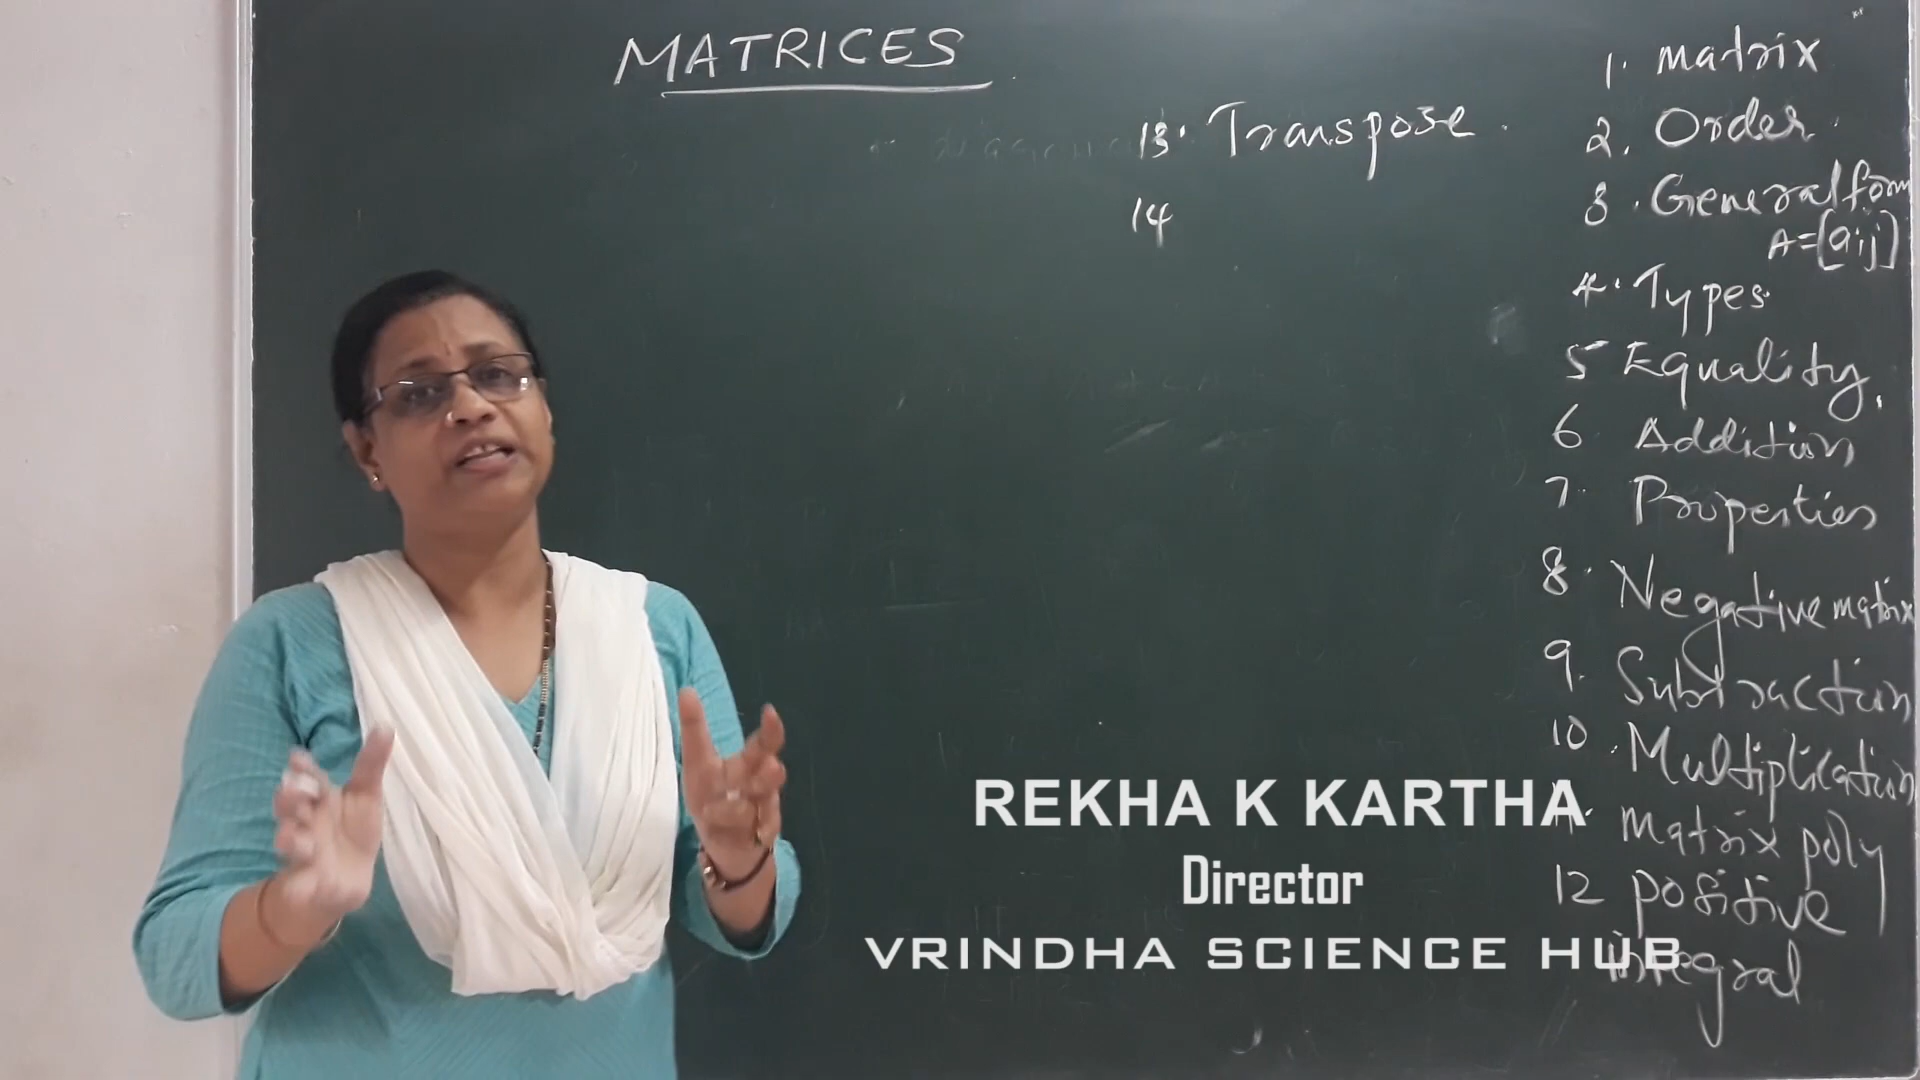 MATRICES
13. Transpose.
14
1. Matrix
2. Order.
3. General form
A=[aij]
4. Types.
5 Equality.
6 Addition
7. Properties
8. Negative matrix
9. Subtraction
10. Multiplication
11. Matrix poly
12 positive
integral
REKHA K KARTHA
Director
VRINDHA SCIENCE HUB